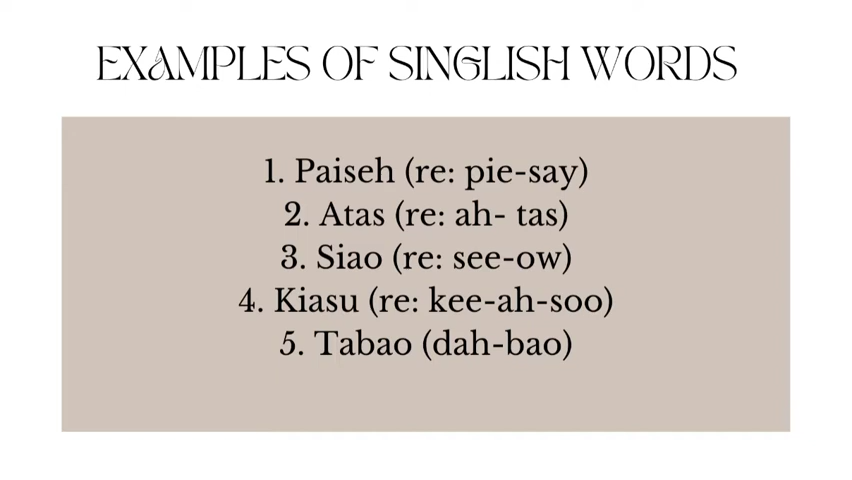 EXAMPLES OF SINGLISH WORDS
1. Paiseh (re: pie-say)
2. Atas (re: ah- tas)
3. Siao (re: see-ow)
4. Kiasu (re: kee-ah-soo)
5. Tabao (dah-bao)